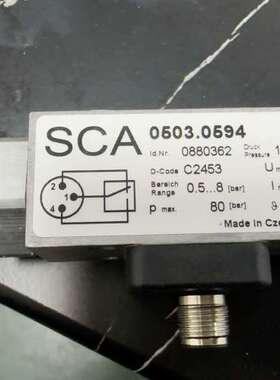 SCA 0503.0594
Id.Nr. 0880362 Druck Pressure
D-Code C2453
Bereich Range 0.5...8 [bar]
P max. 80 [bar]
Made in
2
1
4